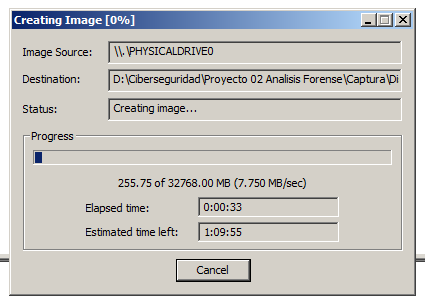 Creating Image [0%]
Image Source: \\.\PHYSICALDRIVE0
Destination: D:\Ciberseguridad\Proyecto 02 Analisis Forense\Captura\Di
Status: Creating image...
Progress
255.75 of 32768.00 MB (7.750 MB/sec)
Elapsed time: 0:00:33
Estimated time left: 1:09:55
Cancel